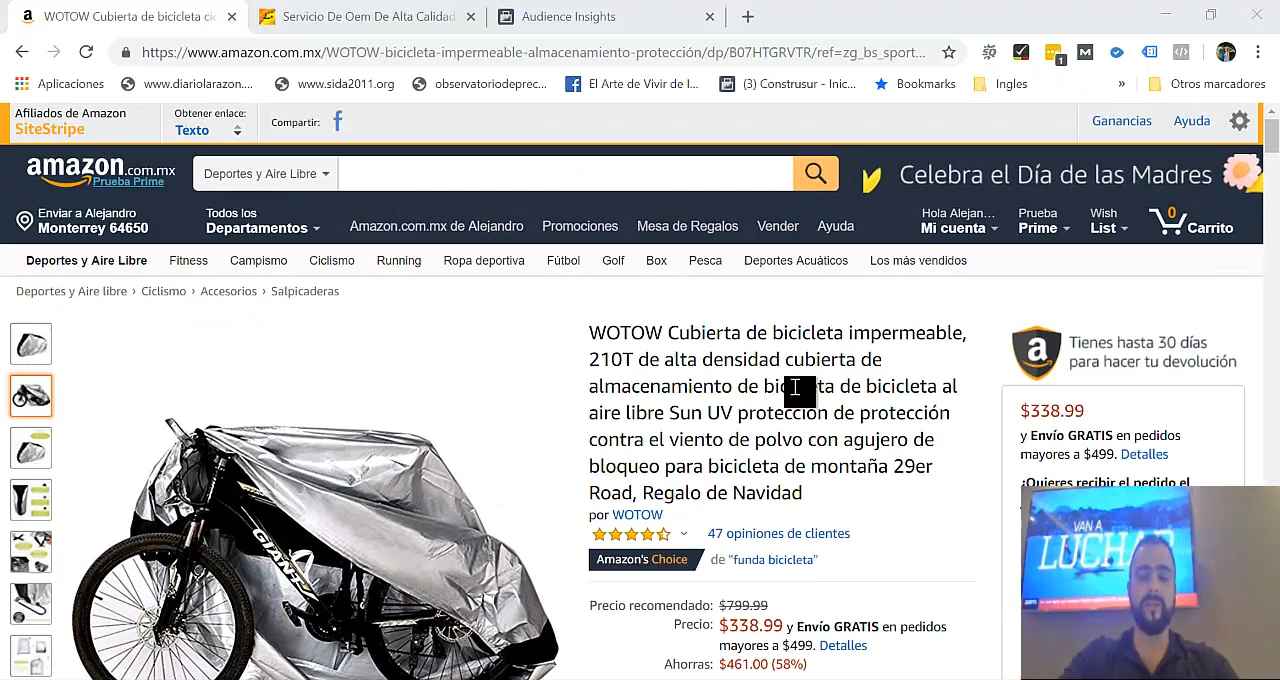 WOTOW Cubierta de bicicleta ci
Servicio De Oem De Alta Calidad
Audience Insights
https://www.amazon.com.mx/WOTOW-bicicleta-impermeable-almacenamiento-protección/dp/B07HTGRVTR/ref=zg_bs_sport...
1
Aplicaciones
www.diariolarazon....
www.sida2011.org
observatoriodeprec...
El Arte de Vivir de I...
(3) Construsur - Inic...
Bookmarks
Ingles
»
Otros marcadores
Afiliados de Amazon
SiteStripe
Obtener enlace:
Texto
Compartir:
Ganancias
Ayuda
amazon.com.mx
Prueba Prime
Deportes y Aire Libre
Celebra el Día de las Madres
Enviar a Alejandro
Monterrey 64650
Todos los
Departamentos
Amazon.com.mx de Alejandro
Promociones
Mesa de Regalos
Vender
Ayuda
Hola Alejan...
Mi cuenta
Prueba
Prime
Wish
List
0
Carrito
Deportes y Aire Libre
Fitness
Campismo
Ciclismo
Running
Ropa deportiva
Fútbol
Golf
Box
Pesca
Deportes Acuáticos
Los más vendidos
Deportes y Aire libre › Ciclismo › Accesorios › Salpicaderas
WOTOW Cubierta de bicicleta impermeable,
210T de alta densidad cubierta de
almacenamiento de bicicleta de bicicleta al
aire libre Sun UV protección de protección
contra el viento de polvo con agujero de
bloqueo para bicicleta de montaña 29er
Road, Regalo de Navidad
por WOTOW
47 opiniones de clientes
Amazon's Choice de "funda bicicleta"
Precio recomendado: $799.99
Precio: $338.99 y Envío GRATIS en pedidos
mayores a $499. Detalles
Ahorras: $461.00 (58%)
Tienes hasta 30 días
para hacer tu devolución
$338.99
y Envío GRATIS en pedidos
mayores a $499. Detalles
¿Quieres recibir el pedido el
GIANT
VAN A
LUCHAR
ESPN